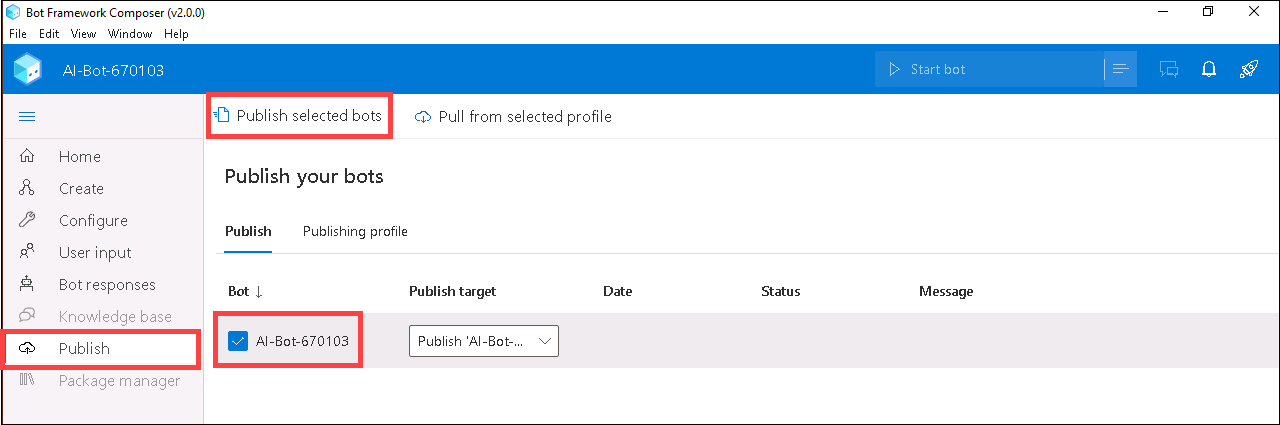 Bot Framework Composer (v2.0.0)
File Edit View Window Help
AI-Bot-670103
Start bot
Publish selected bots
Pull from selected profile
Home
Create
Configure
User input
Bot responses
Knowledge base
Publish
Package manager
Publish your bots
Publish Publishing profile
Bot ↓ Publish target Date Status Message
AI-Bot-670103 Publish 'AI-Bot-...